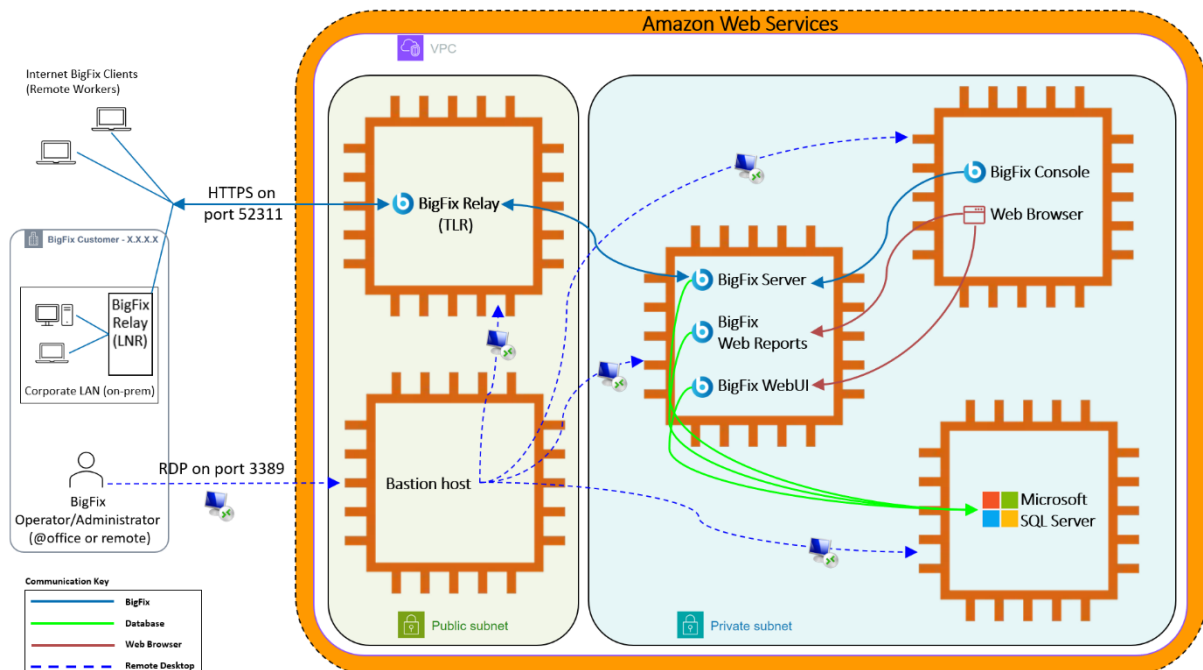 Amazon Web Services
VPC
Internet BigFix Clients
(Remote Workers)
HTTPS on
port 52311
BigFix Relay
(TLR)
BigFix Console
Web Browser
BigFix Customer - X.X.X.X
BigFix
Relay
(LNR)
Corporate LAN (on-prem)
BigFix Server
BigFix
Web Reports
BigFix WebUI
RDP on port 3389
Bastion host
BigFix
Operator/Administrator
(@office or remote)
Microsoft
SQL Server
Public subnet
Private subnet
Communication Key
BigFix
Database
Web Browser
Remote Desktop